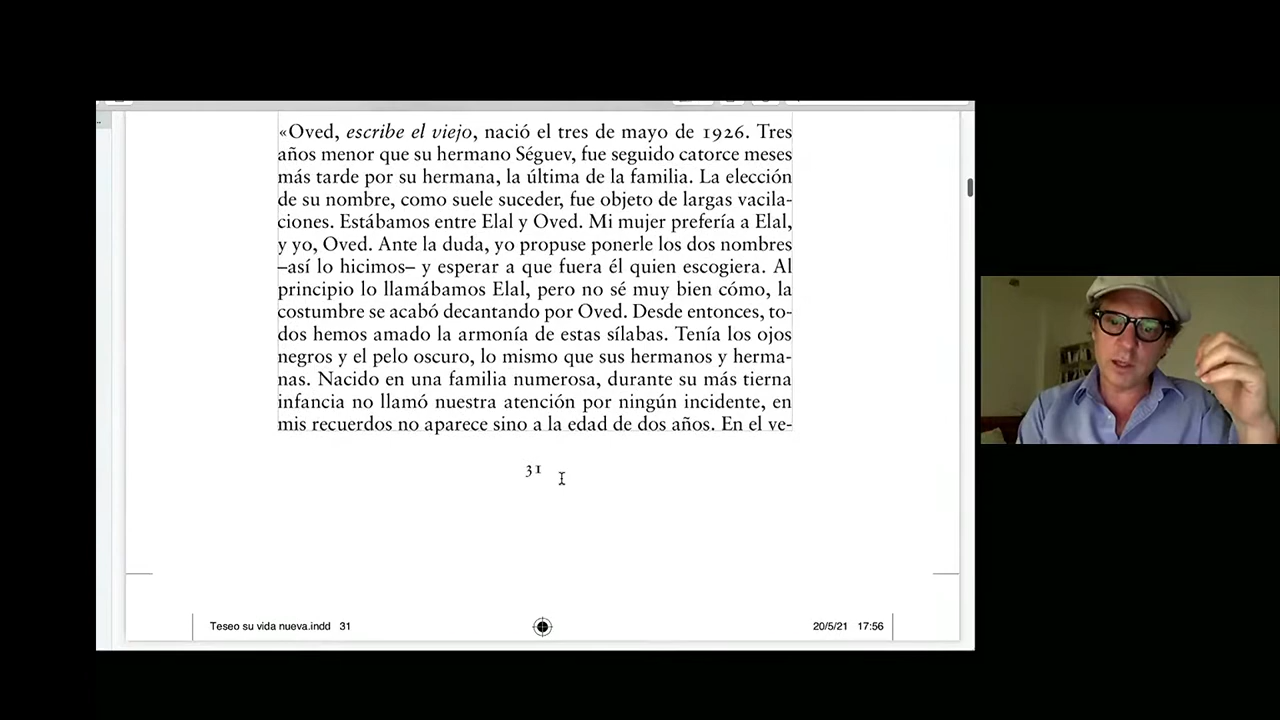 «Oved, escribe el viejo, nació el tres de mayo de 1926. Tres
años menor que su hermano Séguev, fue seguido catorce meses
más tarde por su hermana, la última de la familia. La elección
de su nombre, como suele suceder, fue objeto de largas vacila-
ciones. Estábamos entre Elal y Oved. Mi mujer prefería a Elal,
y yo, Oved. Ante la duda, yo propuse ponerle los dos nombres
–así lo hicimos– y esperar a que fuera él quien escogiera. Al
principio lo llamábamos Elal, pero no sé muy bien cómo, la
costumbre se acabó decantando por Oved. Desde entonces, to-
dos hemos amado la armonía de estas sílabas. Tenía los ojos
negros y el pelo oscuro, lo mismo que sus hermanos y herma-
nas. Nacido en una familia numerosa, durante su más tierna
infancia no llamó nuestra atención por ningún incidente, en
mis recuerdos no aparece sino a la edad de dos años. En el ve-
31
Teseo su vida nueva.indd 31
20/5/21 17:56